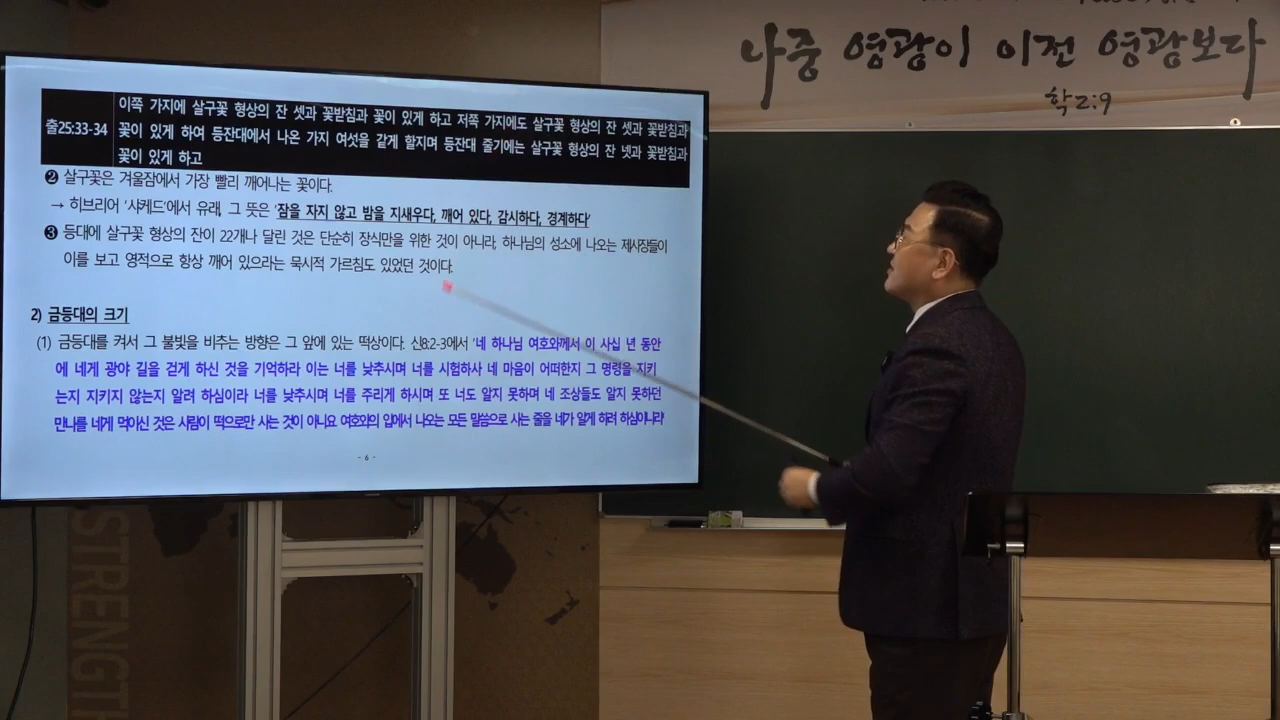 나중 영광이 이전 영광보다
학2:9
출25:33-34
이쪽 가지에 살구꽃 형상의 잔 셋과 꽃받침과 꽃이 있게 하고 저쪽 가지에도 살구꽃 형상의 잔 셋과 꽃받침과
꽃이 있게 하여 등잔대에서 나온 가지 여섯을 같게 할지며 등잔대 줄기에는 살구꽃 형상의 잔 넷과 꽃받침과
꽃이 있게 하고
❷ 살구꽃은 겨울잠에서 가장 빨리 깨어나는 꽃이다.
→ 히브리어 '샤케드'에서 유래, 그 뜻은 '잠을 자지 않고 밤을 지새우다, 깨어 있다, 감시하다, 경계하다'
❸ 등대에 살구꽃 형상의 잔이 22개나 달린 것은 단순히 장식만을 위한 것이 아니라, 하나님의 성소에 나오는 제사장들이
이를 보고 영적으로 항상 깨어 있으라는 묵시적 가르침도 있었던 것이다.
2) 금등대의 크기
(1) 금등대를 켜서 그 불빛을 비추는 방향은 그 앞에 있는 떡상이다. 신8:2-3에서 '네 하나님 여호와께서 이 사십 년 동안
에 네게 광야 길을 걷게 하신 것을 기억하라 이는 너를 낮추시며 너를 시험하사 네 마음이 어떠한지 그 명령을 지키
는지 지키지 않는지 알려 하심이라 너를 낮추시며 너를 주리게 하시며 또 너도 알지 못하며 네 조상들도 알지 못하던
만나를 네게 먹이신 것은 사람이 떡으로만 사는 것이 아니요 여호와의 입에서 나오는 모든 말씀으로 사는 줄을 네가 알게 하려 하심이니라'
- 6 -
STRENGTH